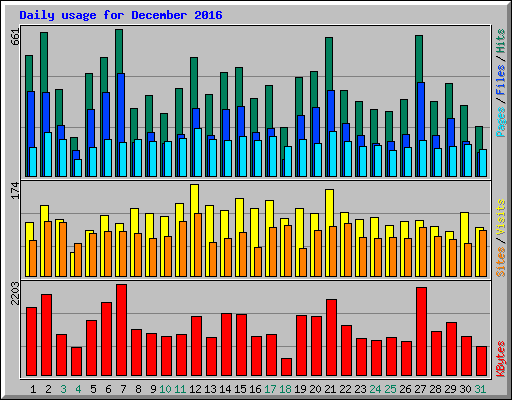 Daily usage for December 2016
661
Pages / Files / Hits
174
Sites / Visits
2203
KBytes
1 2 3 4 5 6 7 8 9 10 11 12 13 14 15 16 17 18 19 20 21 22 23 24 25 26 27 28 29 30 31